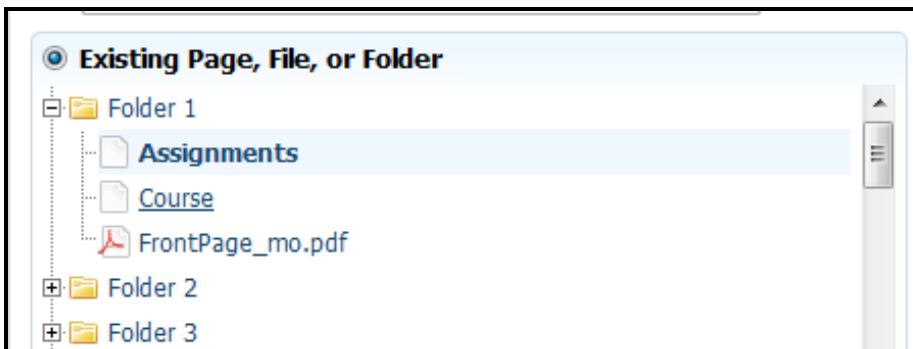 Existing Page, File, or Folder
Folder 1
Assignments
Course
FrontPage_mo.pdf
Folder 2
Folder 3